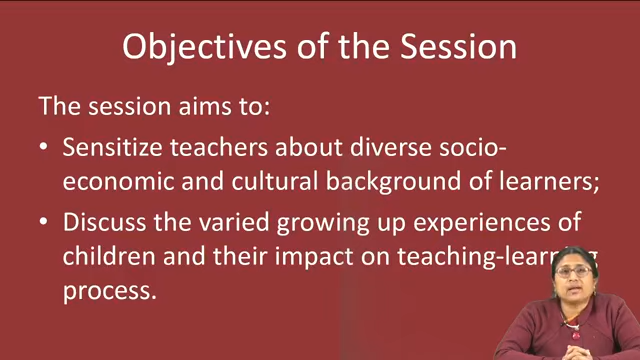 Objectives of the Session
The session aims to:
• Sensitize teachers about diverse socio-
economic and cultural background of learners;
• Discuss the varied growing up experiences of
children and their impact on teaching-learning
process.